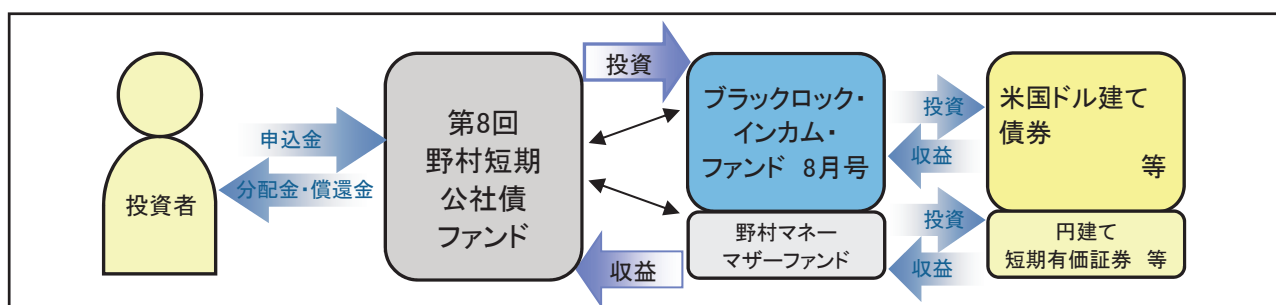 投資者
申込金
分配金・償還金
第8回
野村短期
公社債
ファンド
投資
収益
ブラックロック・
インカム・
ファンド 8月号
野村マネー
マザーファンド
投資
収益
投資
収益
米国ドル建て
債券
等
円建て
短期有価証券 等